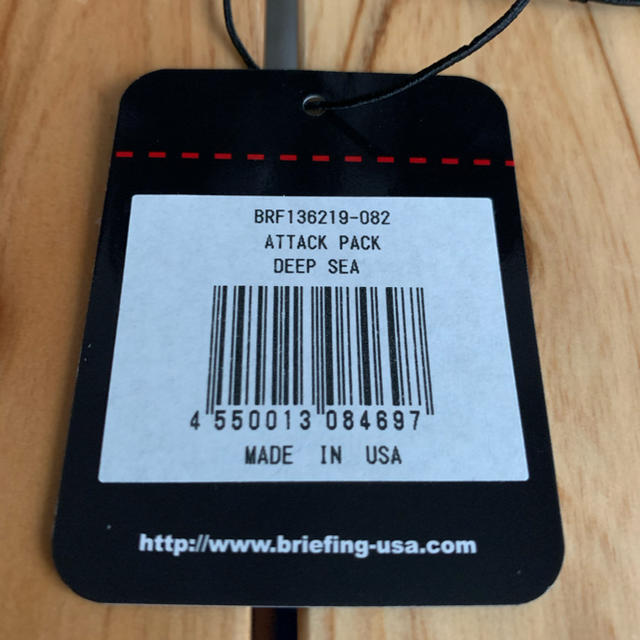 BRF136219-082
ATTACK PACK
DEEP SEA
4 550013 084697
MADE IN USA
http://www.briefing-usa.com